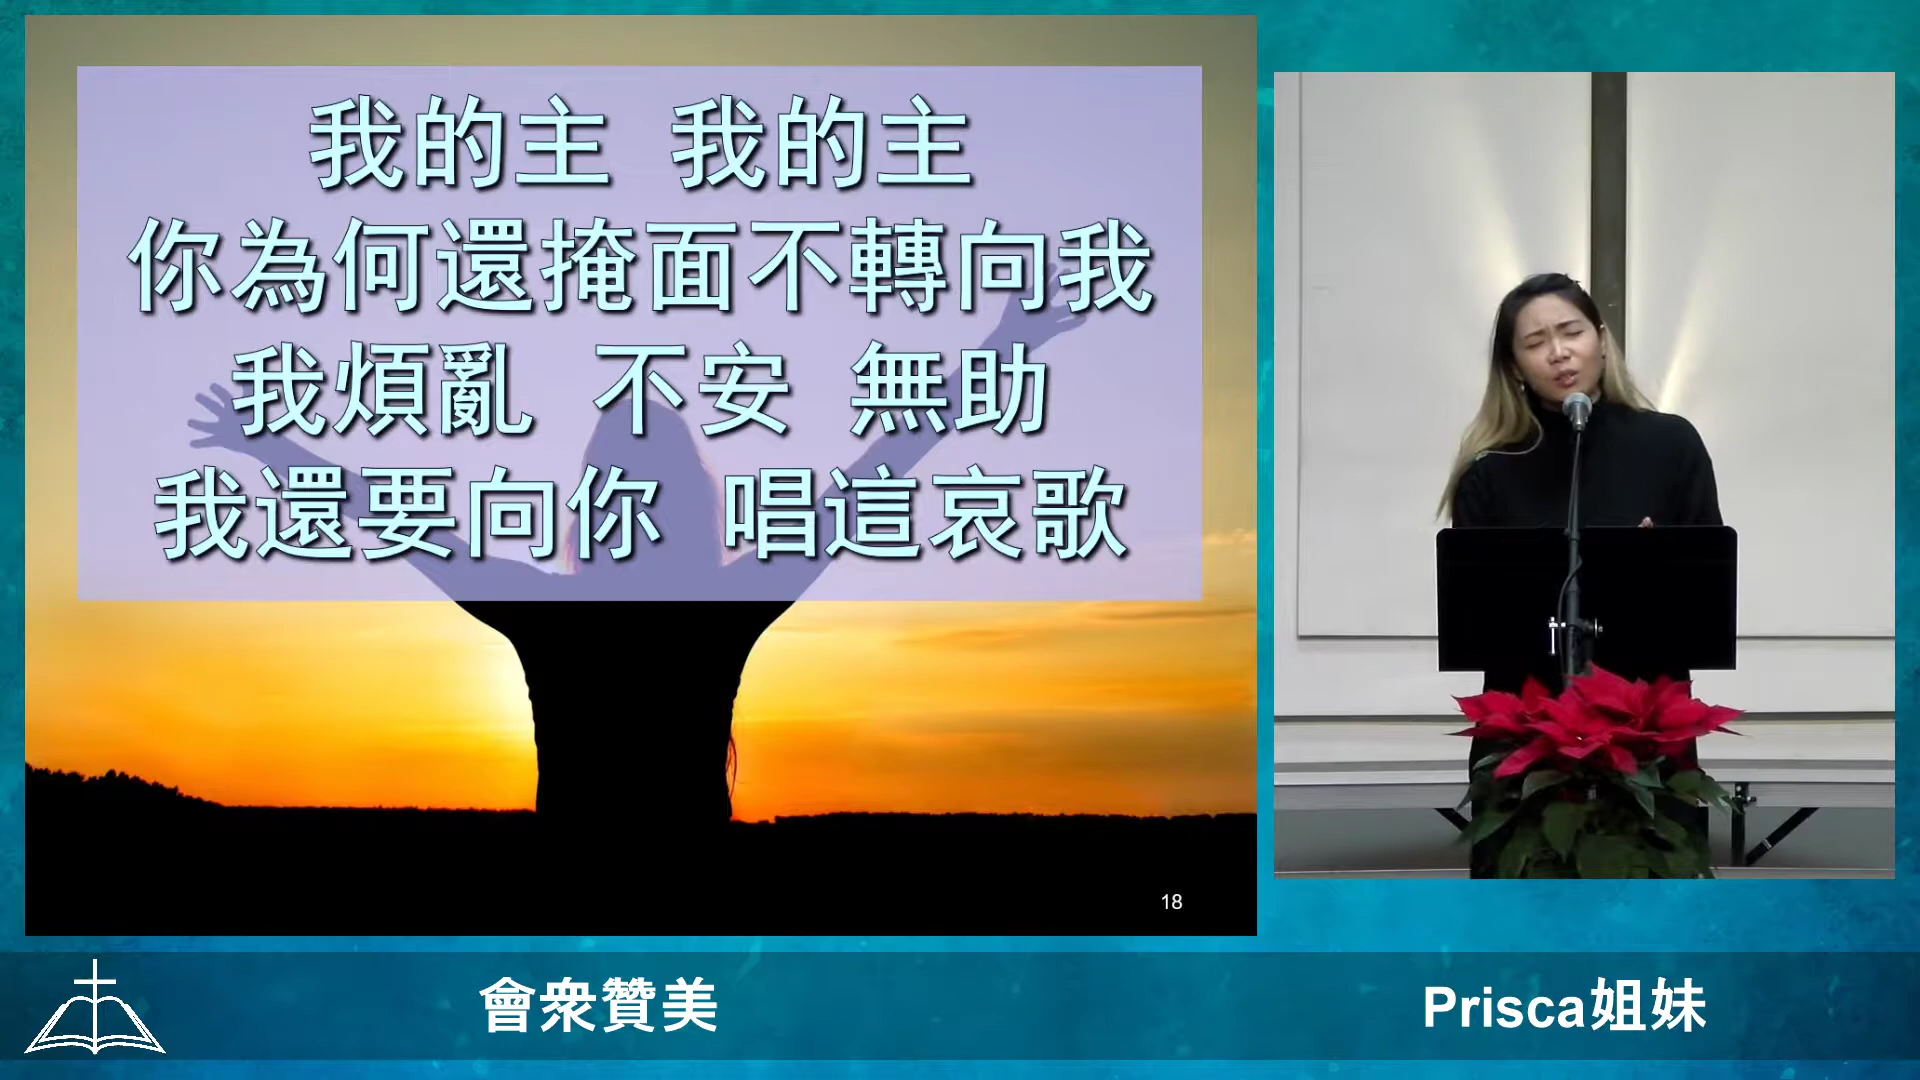 我的主 我的主
你為何還掩面不轉向我
我煩亂 不安 無助
我還要向你 唱這哀歌
18
會衆贊美
Prisca姐妹